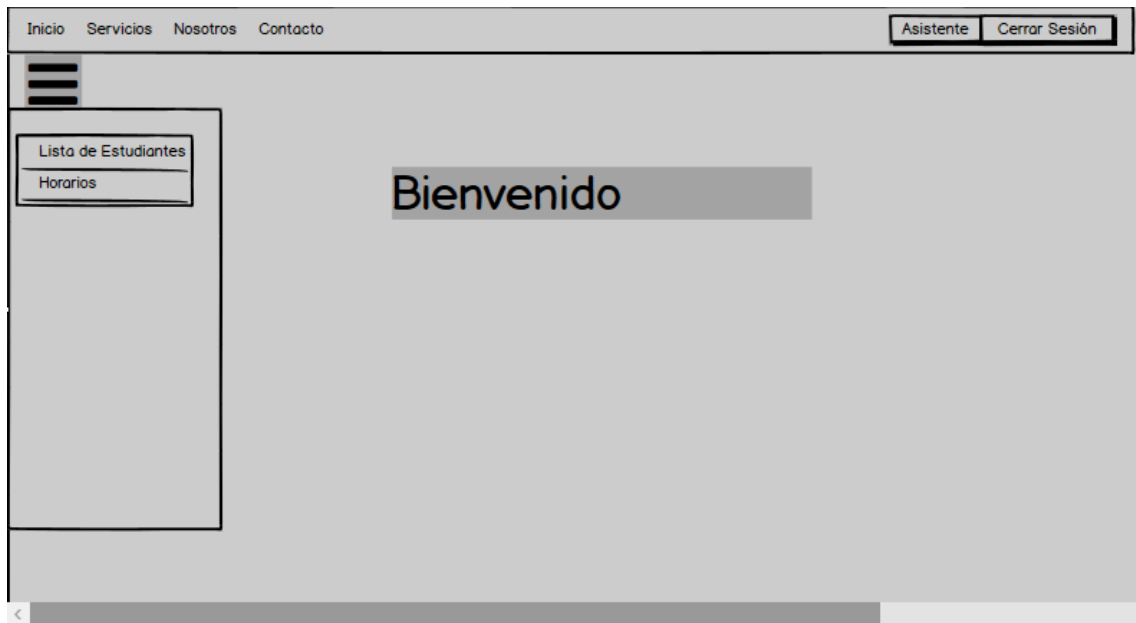 Inicio Servicios Nosotros Contacto Asistente Cerrar Sesión
Lista de Estudiantes
Horarios
Bienvenido